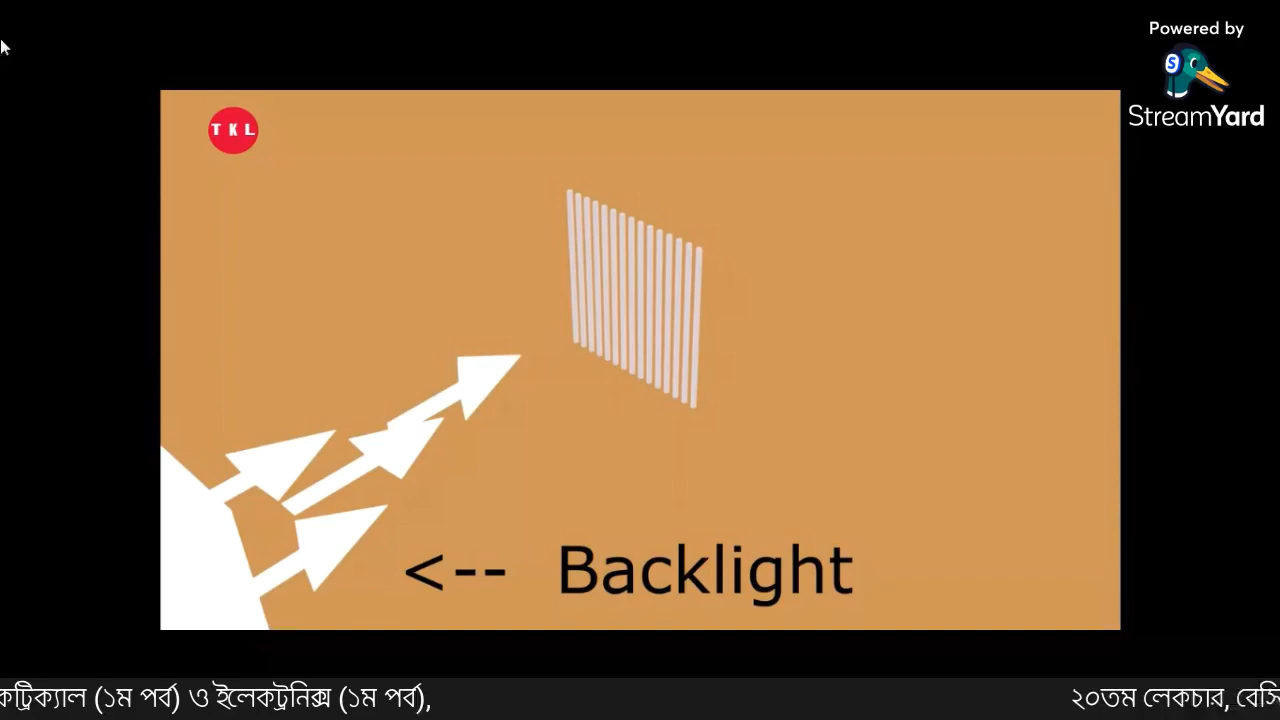 Powered by
StreamYard
TKL
<-- Backlight
(১ম পর্ব) ও ইলেকট্রনিক্স (১ম পর্ব),
২০তম লেকচার,